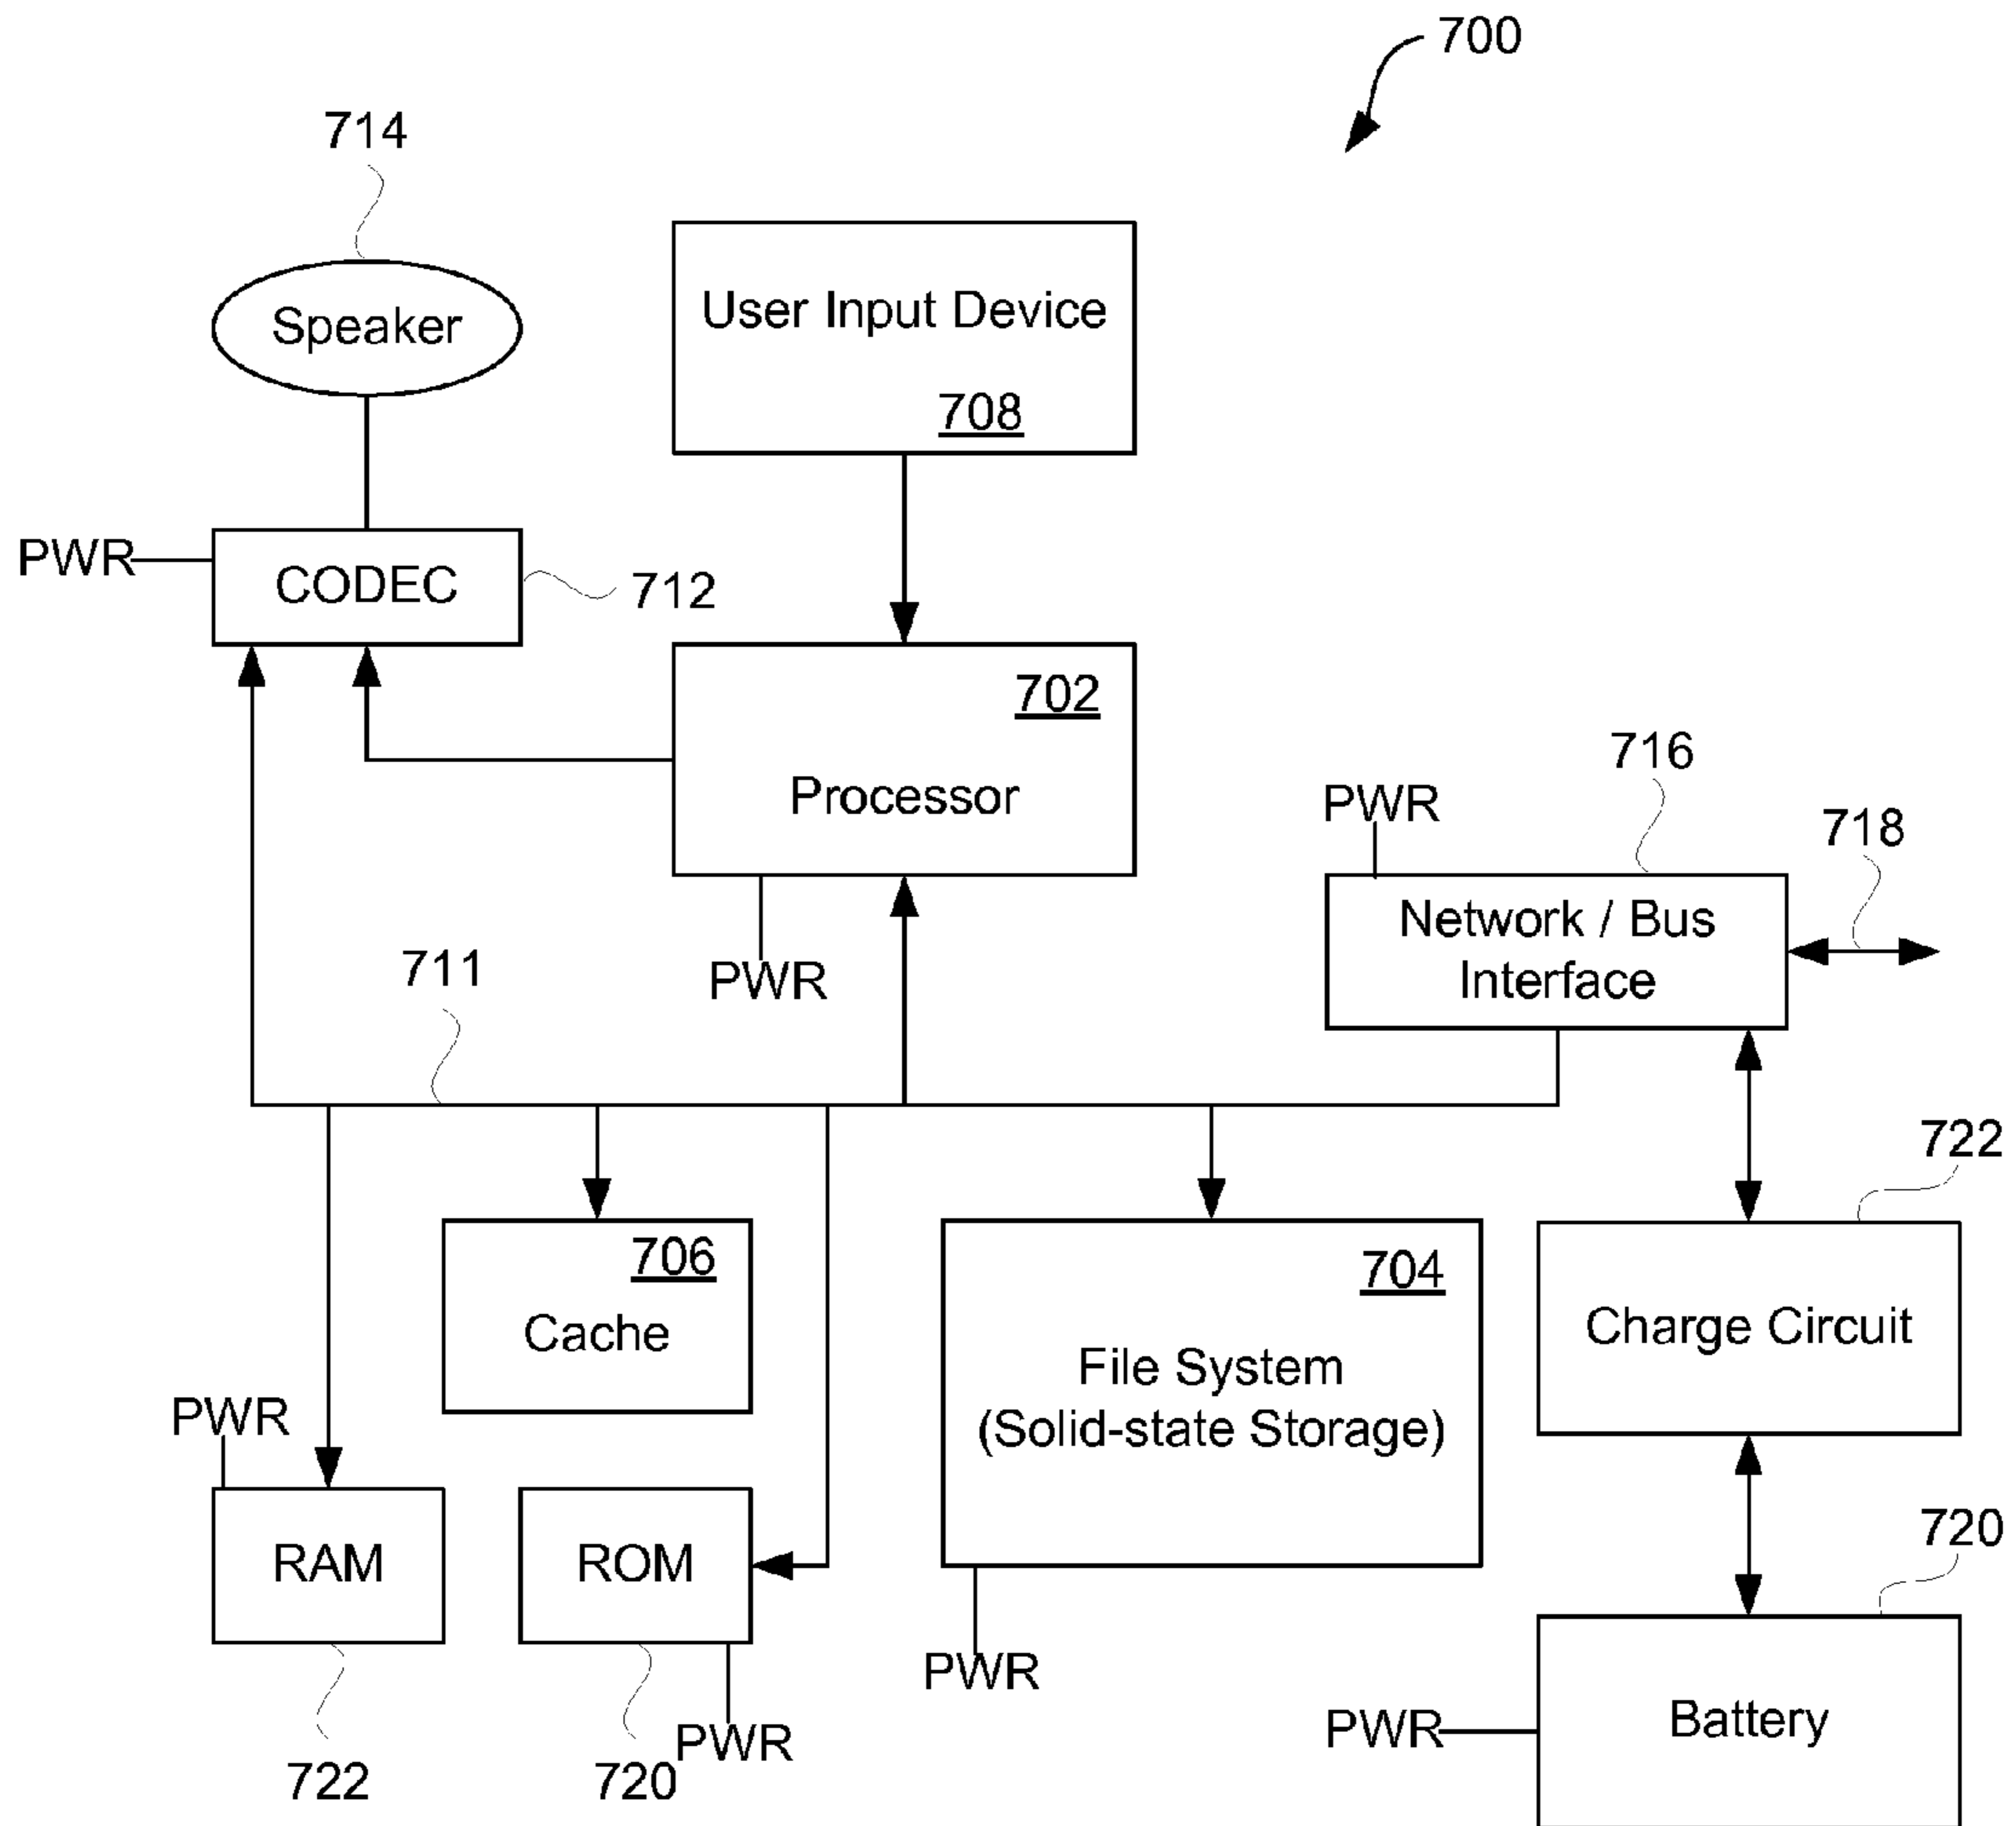 700
714
Speaker
User Input Device
708
PWR
CODEC
712
702
Processor
PWR
716
PWR
718
Network / Bus
Interface
711
722
706
Cache
704
File System
(Solid-state Storage)
Charge Circuit
PWR
RAM
ROM
720
PWR
PWR
Battery
PWR
722
720